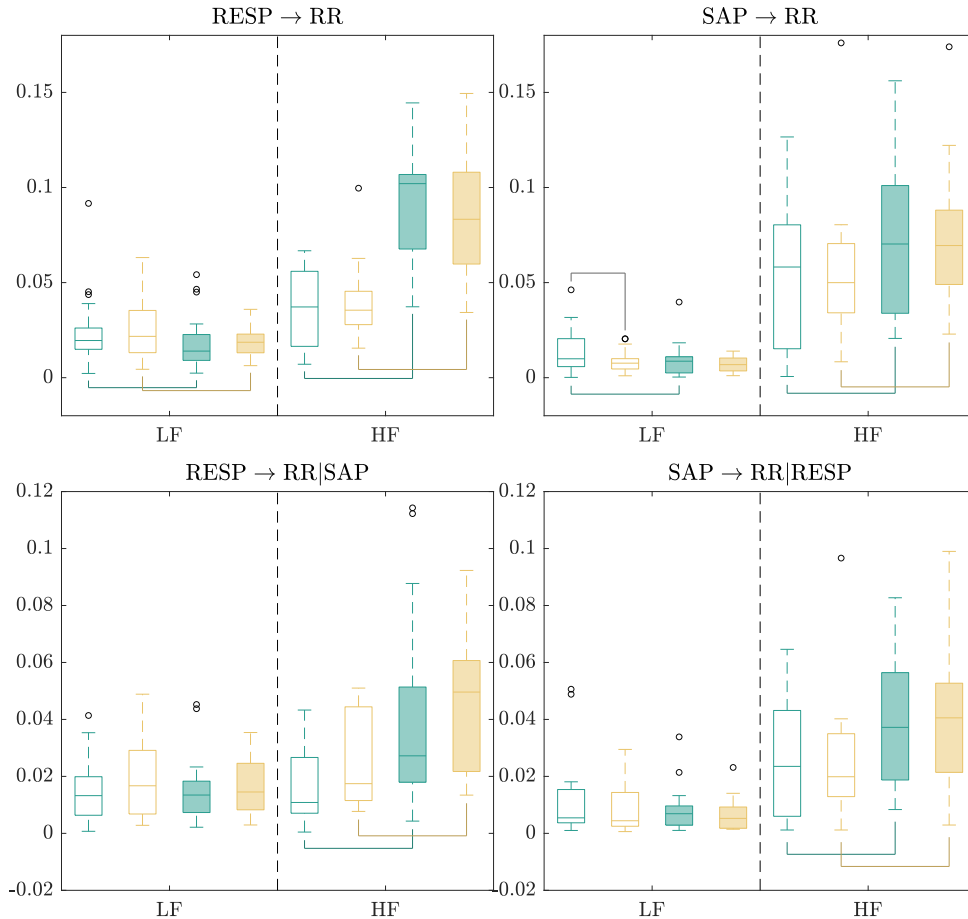 RESP → RR
0.15
0.1
0.05
0
LF
HF
SAP → RR
0.15
0.1
0.05
0
LF
HF
RESP → RR|SAP
0.12
0.1
0.08
0.06
0.04
0.02
0
-0.02
LF
HF
SAP → RR|RESP
0.12
0.1
0.08
0.06
0.04
0.02
0
-0.02
LF
HF